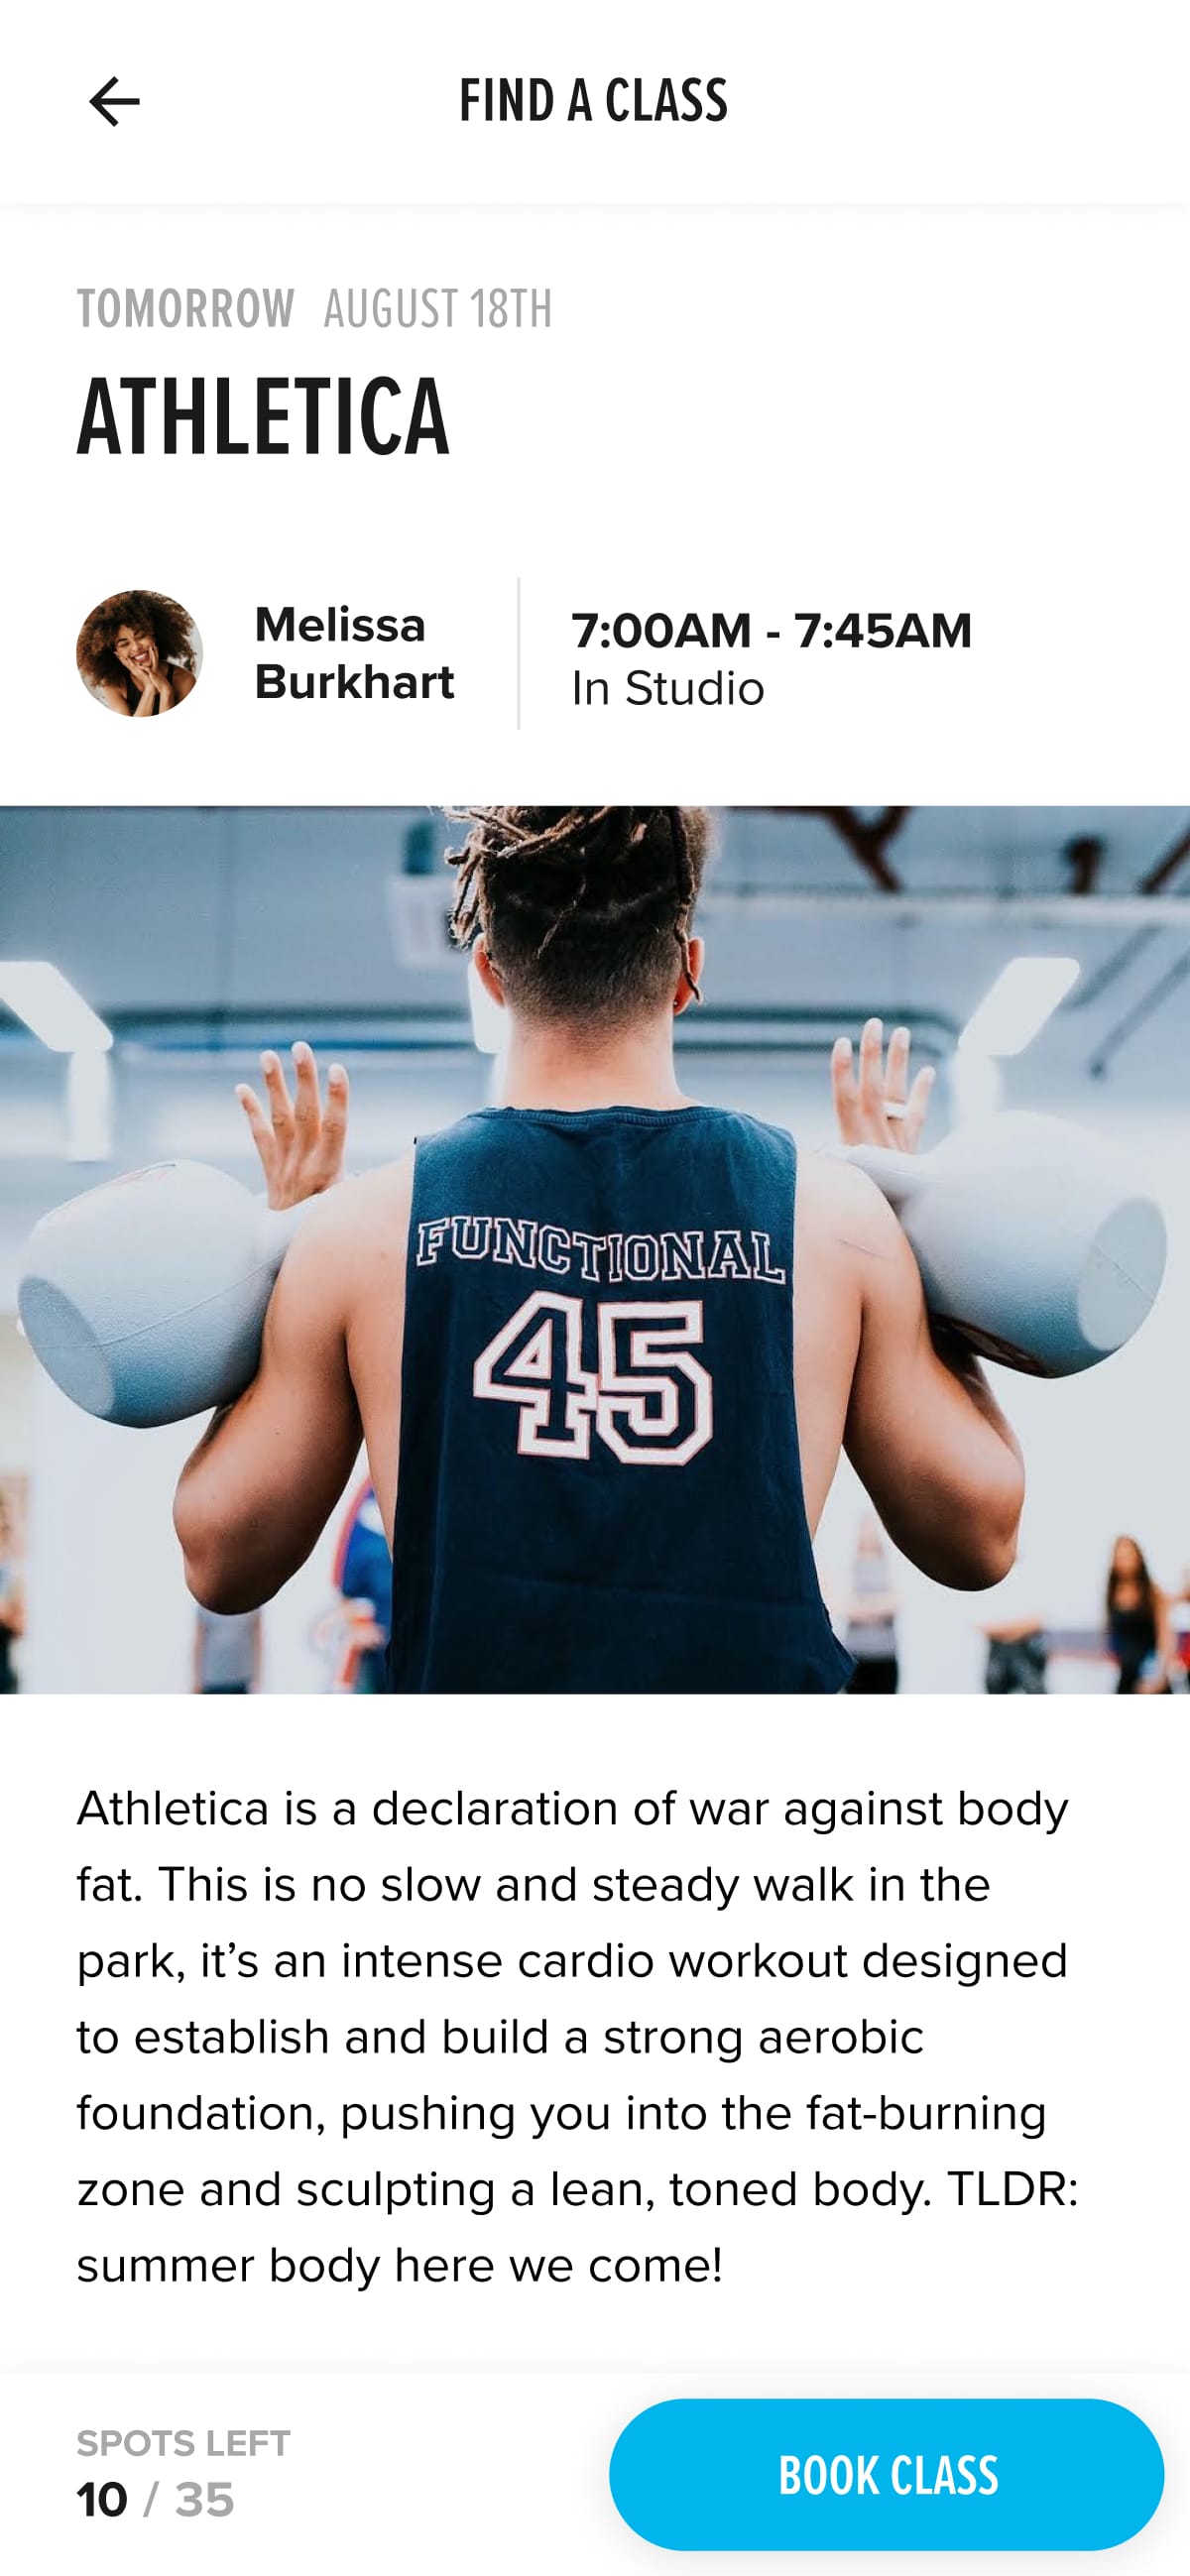 FIND A CLASS
TOMORROW AUGUST 18TH
ATHLETICA
Melissa
Burkhart
7:00AM - 7:45AM
In Studio
FUNCTIONAL
45
Athletica is a declaration of war against body
fat. This is no slow and steady walk in the
park, it’s an intense cardio workout designed
to establish and build a strong aerobic
foundation, pushing you into the fat-burning
zone and sculpting a lean, toned body. TLDR:
summer body here we come!
SPOTS LEFT
10 / 35
BOOK CLASS